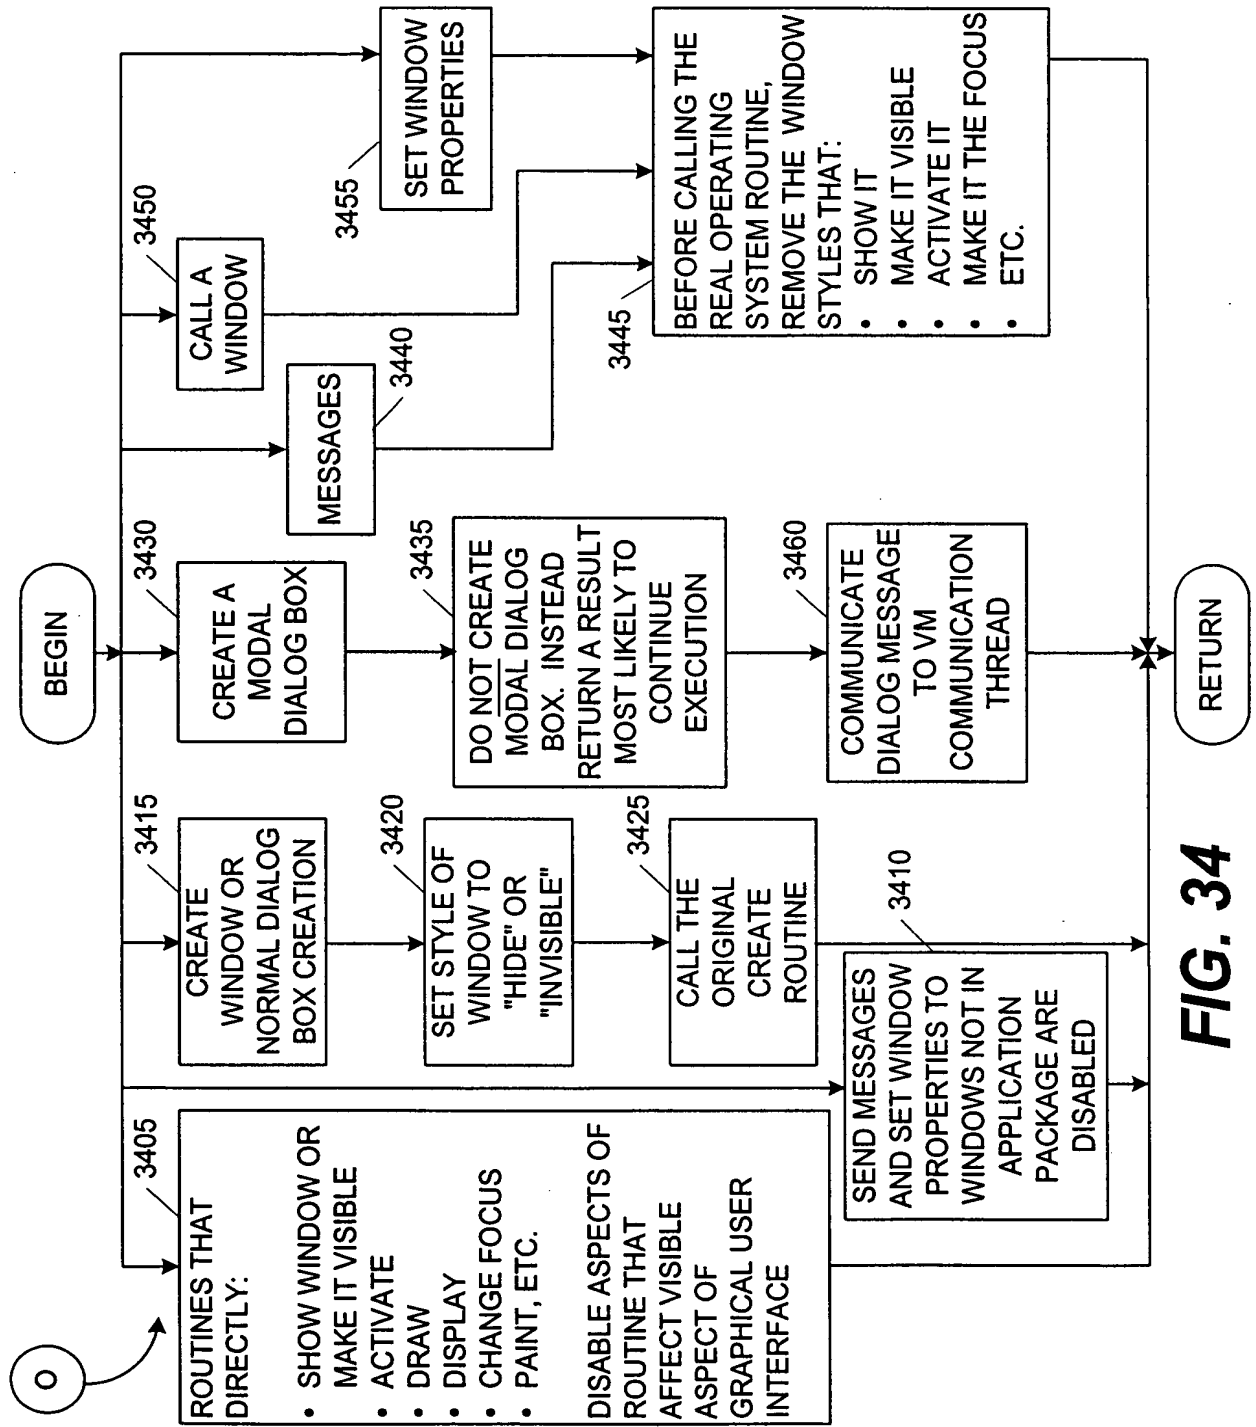 BEGIN
O
3405
ROUTINES THAT
DIRECTLY:
• SHOW WINDOW OR
MAKE IT VISIBLE
• ACTIVATE
• DRAW
• DISPLAY
• CHANGE FOCUS
• PAINT, ETC.
DISABLE ASPECTS OF
ROUTINE THAT
AFFECT VISIBLE
ASPECT OF
GRAPHICAL USER
INTERFACE
3410
SEND MESSAGES
AND SET WINDOW
PROPERTIES TO
WINDOWS NOT IN
APPLICATION
PACKAGE ARE
DISABLED
3415
CREATE
WINDOW OR
NORMAL DIALOG
BOX CREATION
3420
SET STYLE OF
WINDOW TO
"HIDE" OR
"INVISIBLE"
3425
CALL THE
ORIGINAL
CREATE
ROUTINE
3430
CREATE A
MODAL
DIALOG BOX
3435
DO NOT CREATE
MODAL DIALOG
BOX. INSTEAD
RETURN A RESULT
MOST LIKELY TO
CONTINUE
EXECUTION
3460
COMMUNICATE
DIALOG MESSAGE
TO VM
COMMUNICATION
THREAD
MESSAGES
3440
3450
CALL A
WINDOW
3455
SET WINDOW
PROPERTIES
3445
BEFORE CALLING THE
REAL OPERATING
SYSTEM ROUTINE,
REMOVE THE WINDOW
STYLES THAT:
• SHOW IT
• MAKE IT VISIBLE
• ACTIVATE IT
• MAKE IT THE FOCUS
• ETC.
RETURN
FIG. 34